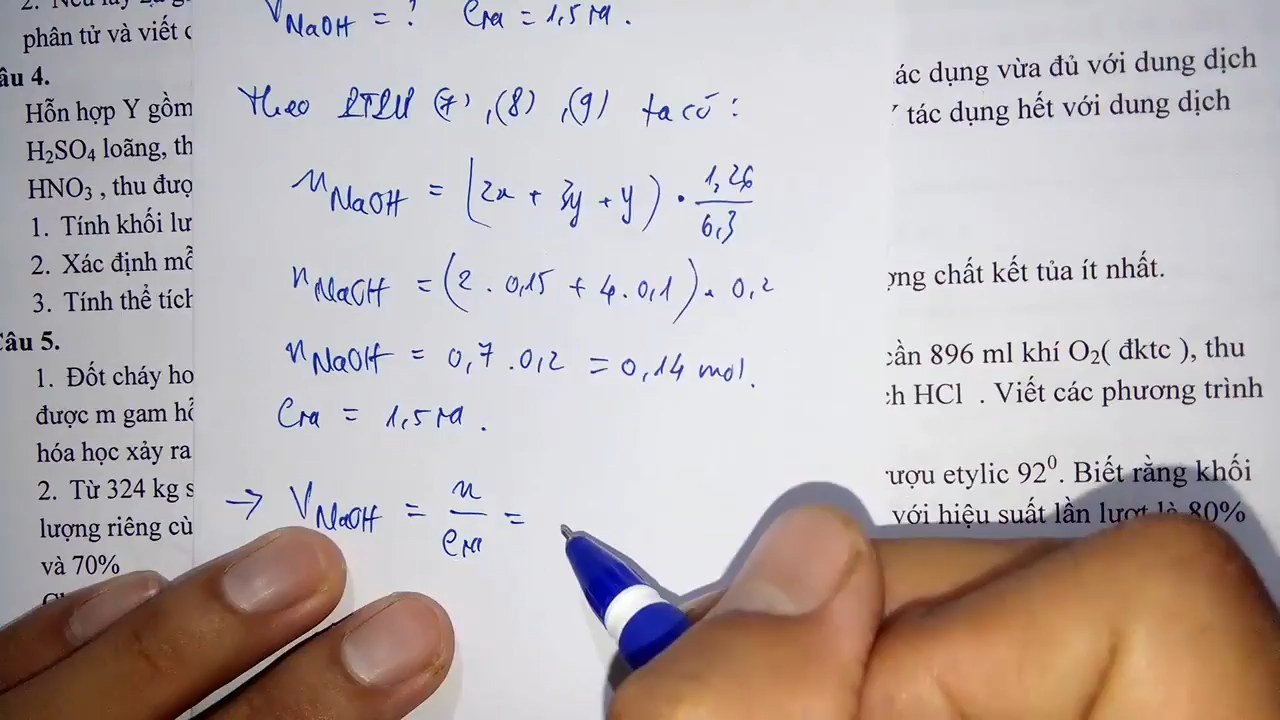 V NaOH = ? CM = 1,5M.
phân tử và viết c
Câu 4.
Hỗn hợp Y gồm
H₂SO₄ loãng, th
HNO₃ , thu đượ
1. Tính khối lư
2. Xác định mỗ
3. Tính thể tích
Câu 5.
1. Đốt cháy ho
được m gam hỗ
hóa học xảy ra
2. Từ 324 kg s
lượng riêng cù
và 70%
theo PTPƯ (7) ,(8) ,(9) ta có :
n NaOH = (2x + 3y + y) . 1,26/6,3
n NaOH = (2 . 0,15 + 4 . 0,1) . 0,2
n NaOH = 0,7 . 0,2 = 0,14 mol.
CM = 1,5M .
→ V NaOH = n/CM =
ác dụng vừa đủ với dung dịch
tác dụng hết với dung dịch
ợng chất kết tủa ít nhất.
cần 896 ml khí O₂( đktc ), thu
ch HCl . Viết các phương trình
rượu etylic 92⁰. Biết rằng khối
với hiệu suất lần lượt là 80%